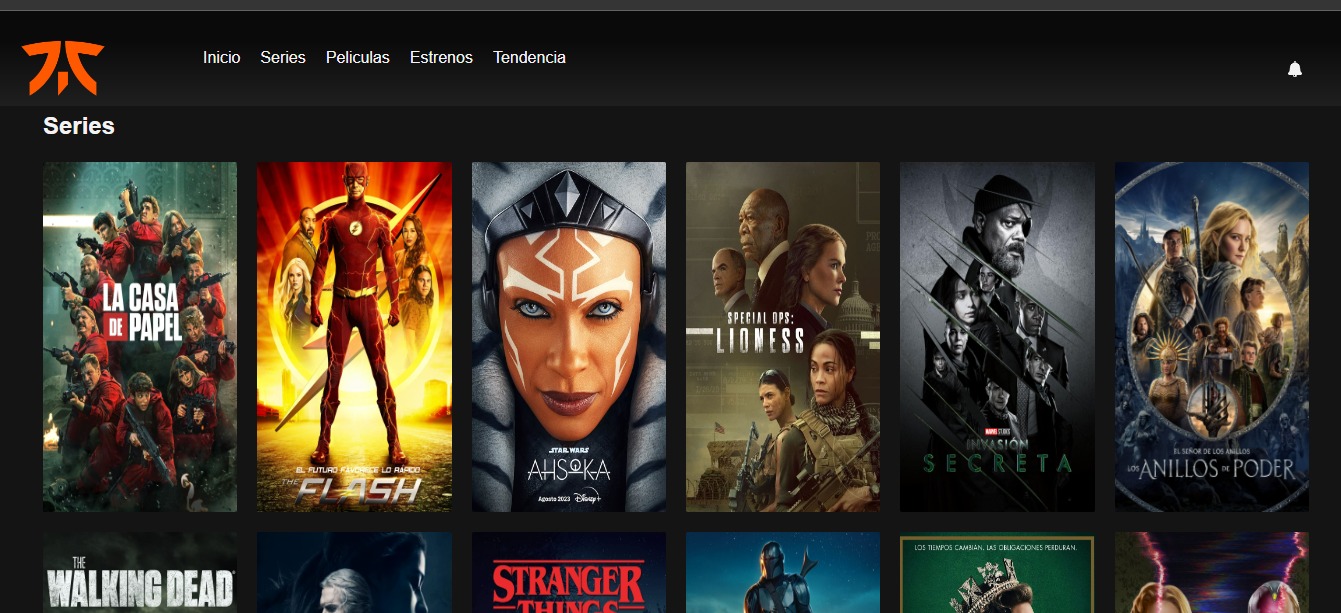 Inicio Series Peliculas Estrenos Tendencia
Series
LA CASA
DE PAPEL
EL FUTURO FAVORECE LO RÁPIDO
THE FLASH
STAR WARS
AHSOKA
Agosto 2023 Disney+
SPECIAL OPS:
LIONESS
MARVEL STUDIOS
INVASIÓN
SECRETA
EL SEÑOR DE LOS ANILLOS
LOS ANILLOS DE PODER
THE
WALKING DEAD
STRANGER
THINGS
LOS TIEMPOS CAMBIAN. LAS OBLIGACIONES PERDURAN.